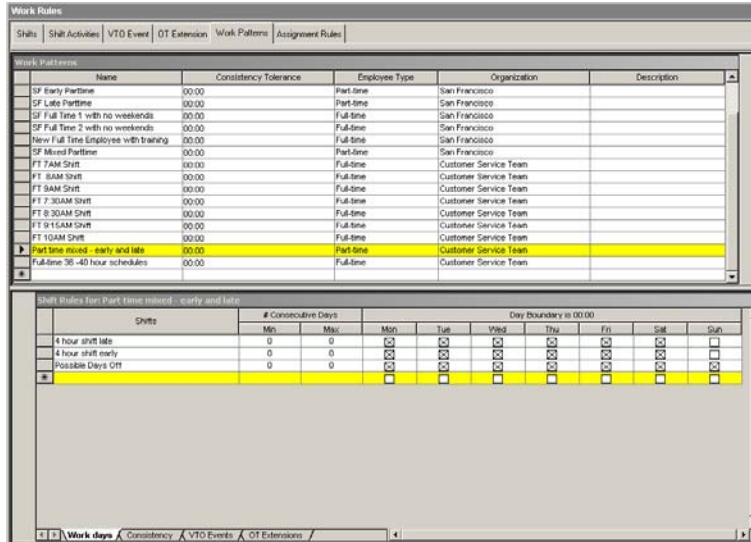 Work Rules
Shifts Shift Activities VTO Event OT Extension Work Patterns Assignment Rules
Work Patterns
Name Consistency Tolerance Employee Type Organization Description
SF Early Parttime 00:00 Part-time San Francisco
SF Late Parttime 00:00 Part-time San Francisco
SF Full Time 1 with no weekends 00:00 Full-time San Francisco
SF Full Time 2 with no weekends 00:00 Full-time San Francisco
New Full Time Employee with training 00:00 Full-time San Francisco
SF Mixed Parttime 00:00 Part-time San Francisco
FT 7AM Shift 00:00 Full-time Customer Service Team
FT 8AM Shift 00:00 Full-time Customer Service Team
FT 9AM Shift 00:00 Full-time Customer Service Team
FT 7:30AM Shift 00:00 Full-time Customer Service Team
FT 8:30AM Shift 00:00 Full-time Customer Service Team
FT 9:15AM Shift 00:00 Full-time Customer Service Team
FT 10AM Shift 00:00 Full-time Customer Service Team
Part time mixed - early and late 00:00 Part-time Customer Service Team
Full-time 36 -40 hour schedules 00:00 Full-time Customer Service Team
Shift Rules for: Part time mixed - early and late
Shifts # Consecutive Days Day Boundary is 00:00
Min Max Mon Tue Wed Thu Fri Sat Sun
4 hour shift late 0 0
4 hour shift early 0 0
Possible Days Off 0 0
Work days Consistency VTO Events OT Extensions